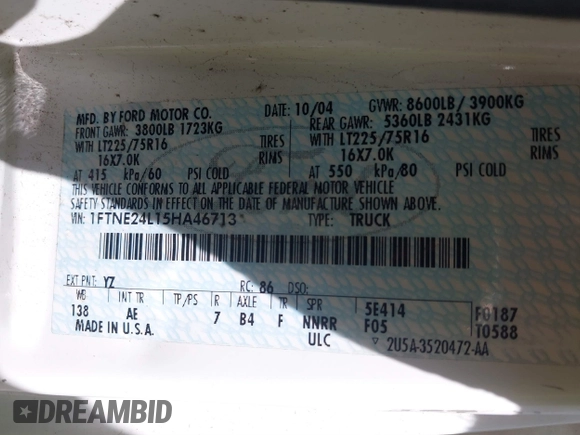 MFD. BY FORD MOTOR CO.
DATE: 10/04
GVWR: 8600LB/ 3900KG
FRONT GAWR: 3800LB 1723KG
REAR GAWR: 5360LB 2431KG
WITH LT225/75R16 TIRES
WITH LT225/75R16 TIRES
16X7.0K RIMS
16X7.0K RIMS
AT 415 kPa/60 PSI COLD
AT 550 kPa/80 PSI COLD
THIS VEHICLE CONFORMS TO ALL APPLICABLE FEDERAL MOTOR VEHICLE
SAFETY STANDARDS IN EFFECT ON THE DATE OF MANUFACTURE SHOWN ABOVE.
VIN: 1FTNE24L15HA46713
TYPE: TRUCK
EXT PNT: YZ RC: 86 DSO:
WB INT TR TP/PS R AXLE TR SPR 5E414 F0187
138 AE 7 B4 F NNRR F05 T0588
MADE IN U.S.A. ULC 2U5A-3520472-AA
DREAMBID